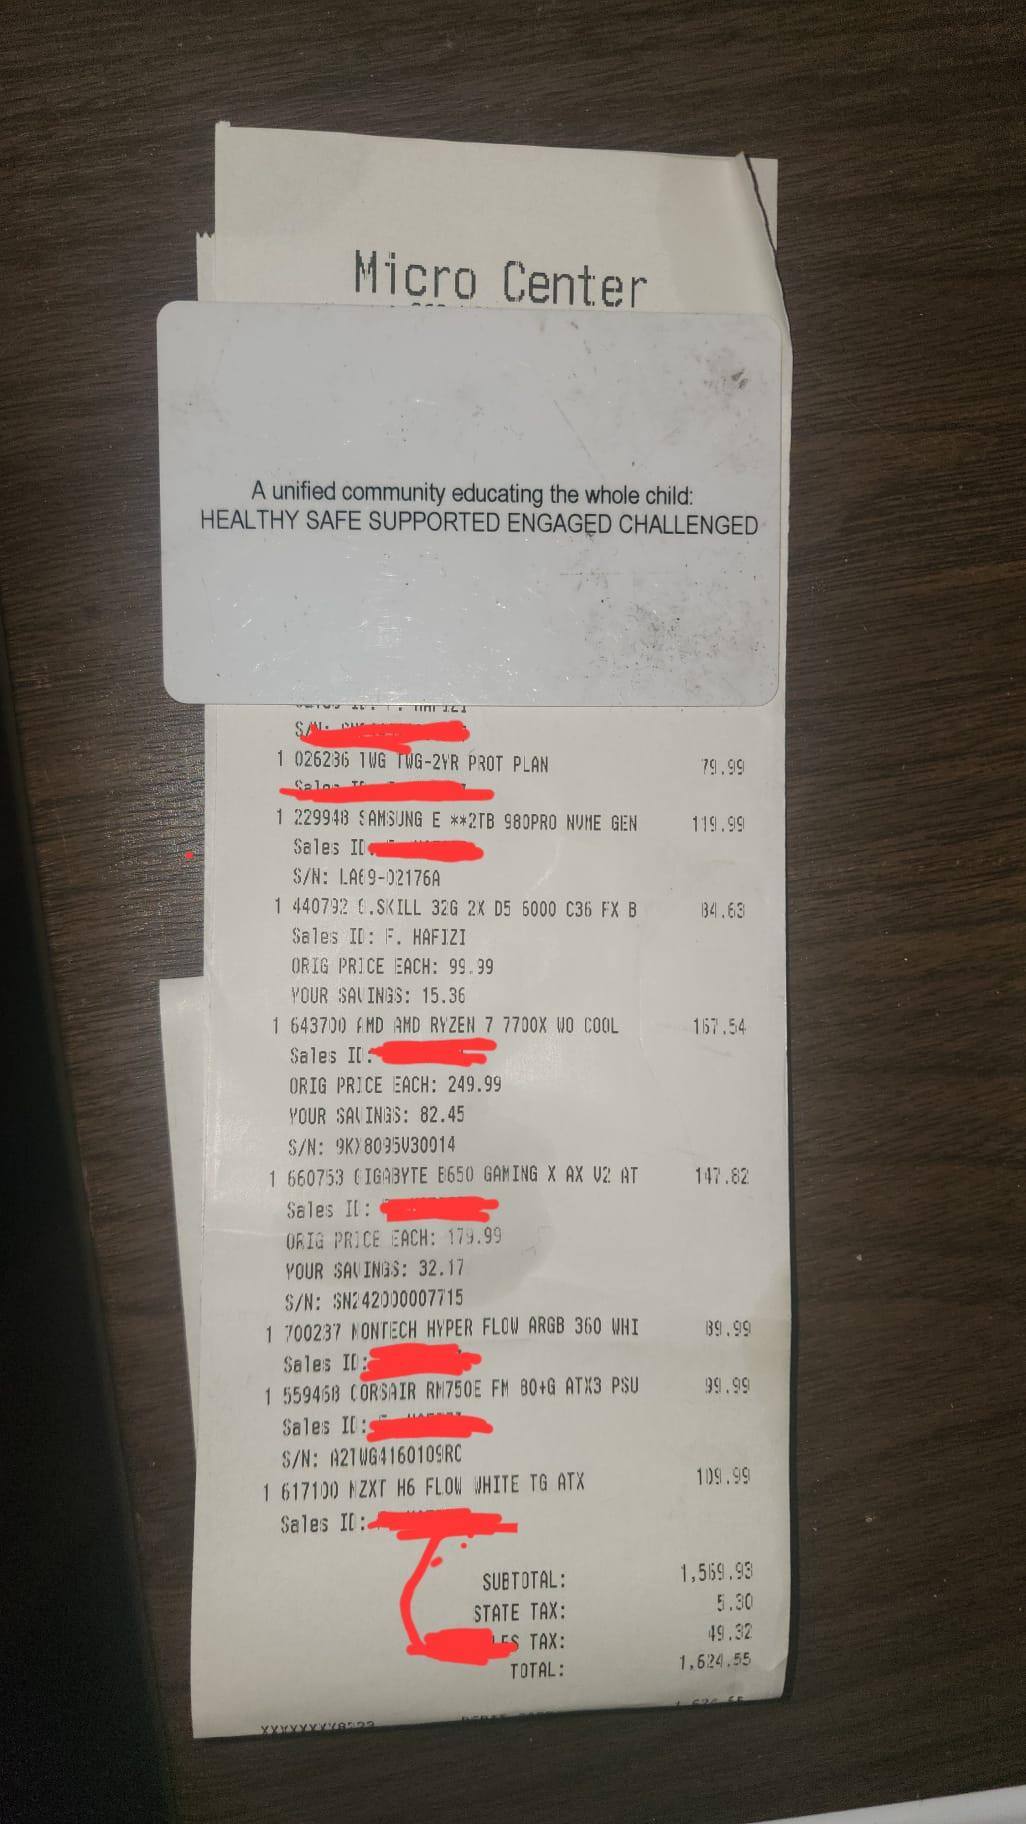 Micro Center
A unified community educating the whole child:
HEALTHY SAFE SUPPORTED ENGAGED CHALLENGED
S/N:
1 026286 TWG TWG-2YR PROT PLAN 79.99
1 229948 SAMSUNG E **2TB 980PRO NVME GEN 119.99
Sales ID:
S/N: LA69-02176A
1 440792 G.SKILL 32G 2X D5 6000 C36 FX B 84.63
Sales ID: F. HAFIZI
ORIG PRICE EACH: 99.99
YOUR SAVINGS: 15.36
1 643700 AMD AMD RYZEN 7 7700X WO COOL 167.54
Sales ID:
ORIG PRICE EACH: 249.99
YOUR SAVINGS: 82.45
S/N: 9KX8095V30014
1 660753 GIGABYTE B650 GAMING X AX V2 AT 147.82
Sales ID:
ORIG PRICE EACH: 179.99
YOUR SAVINGS: 32.17
S/N: SN242000007715
1 700237 MONTECH HYPER FLOW ARGB 360 WHI 89.99
Sales ID:
1 559468 CORSAIR RM750E FM 80+G ATX3 PSU 99.99
Sales ID:
S/N: A21WG4160109RC
1 617100 NZXT H6 FLOW WHITE TG ATX 109.99
Sales ID:
SUBTOTAL: 1,569.93
STATE TAX: 5.30
TAX: 49.32
TOTAL: 1,624.55